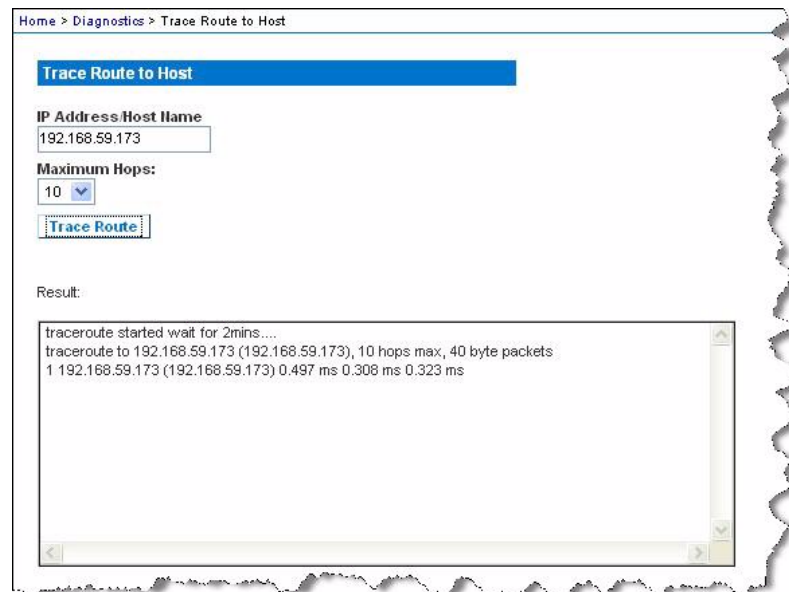 Home > Diagnostics > Trace Route to Host
Trace Route to Host
IP Address/Host Name
192.168.59.173
Maximum Hops:
10
Trace Route
Result:
traceroute started wait for 2mins....
traceroute to 192.168.59.173 (192.168.59.173), 10 hops max, 40 byte packets
1 192.168.59.173 (192.168.59.173) 0.497 ms 0.308 ms 0.323 ms